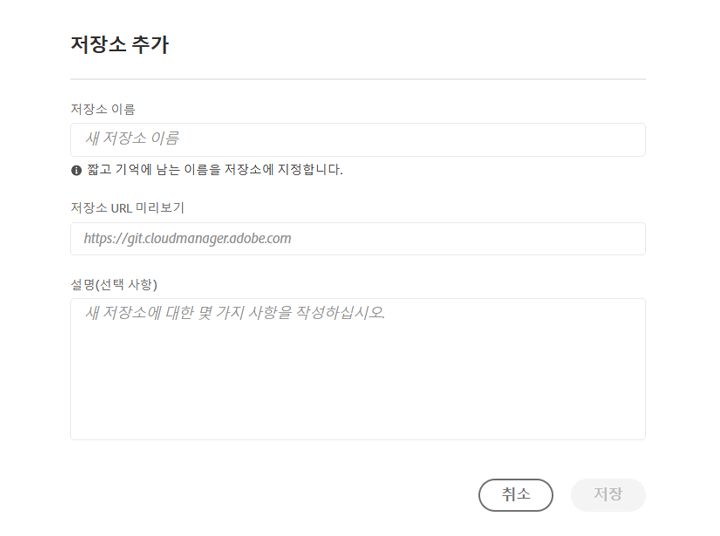 저장소 추가
저장소 이름
새 저장소 이름
짧고 기억에 남는 이름을 저장소에 지정합니다.
저장소 URL 미리보기
https://git.cloudmanager.adobe.com
설명(선택 사항)
새 저장소에 대한 몇 가지 사항을 작성하십시오.
취소 저장